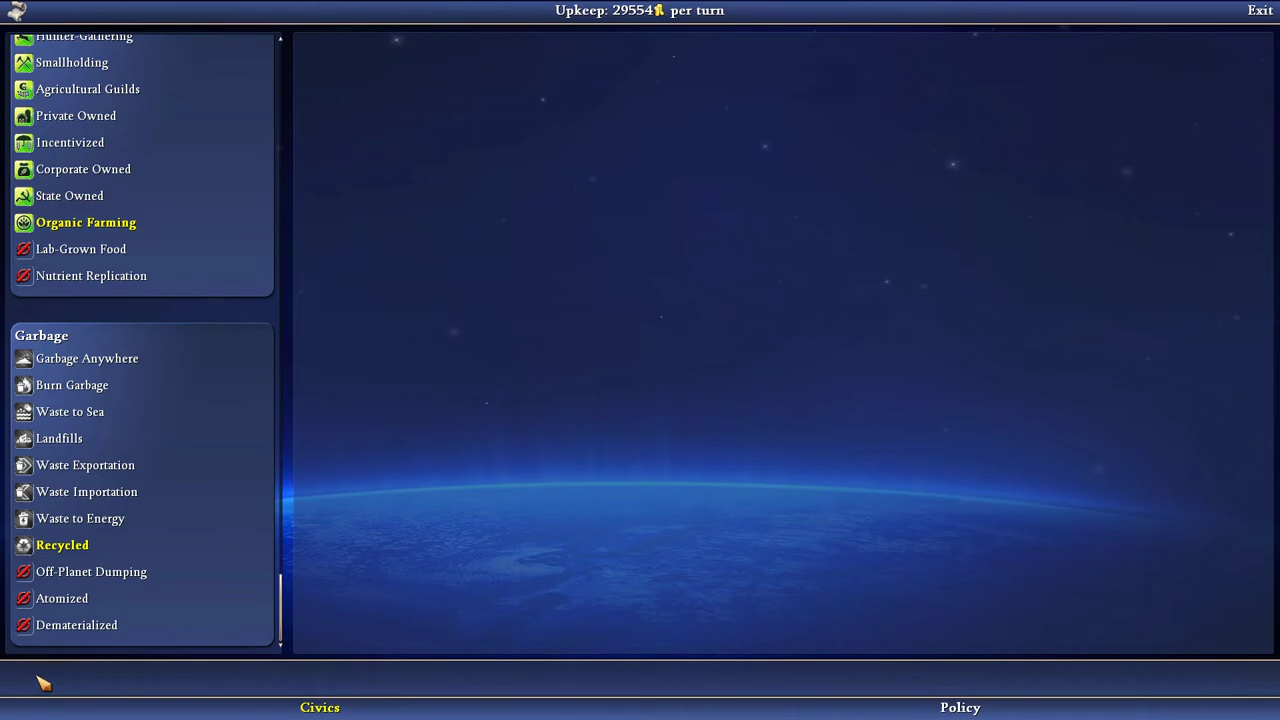 Upkeep: 29554 per turn
Exit
Hunter-Gathering
Smallholding
Agricultural Guilds
Private Owned
Incentivized
Corporate Owned
State Owned
Organic Farming
Lab-Grown Food
Nutrient Replication
Garbage
Garbage Anywhere
Burn Garbage
Waste to Sea
Landfills
Waste Exportation
Waste Importation
Waste to Energy
Recycled
Off-Planet Dumping
Atomized
Dematerialized
Civics
Policy